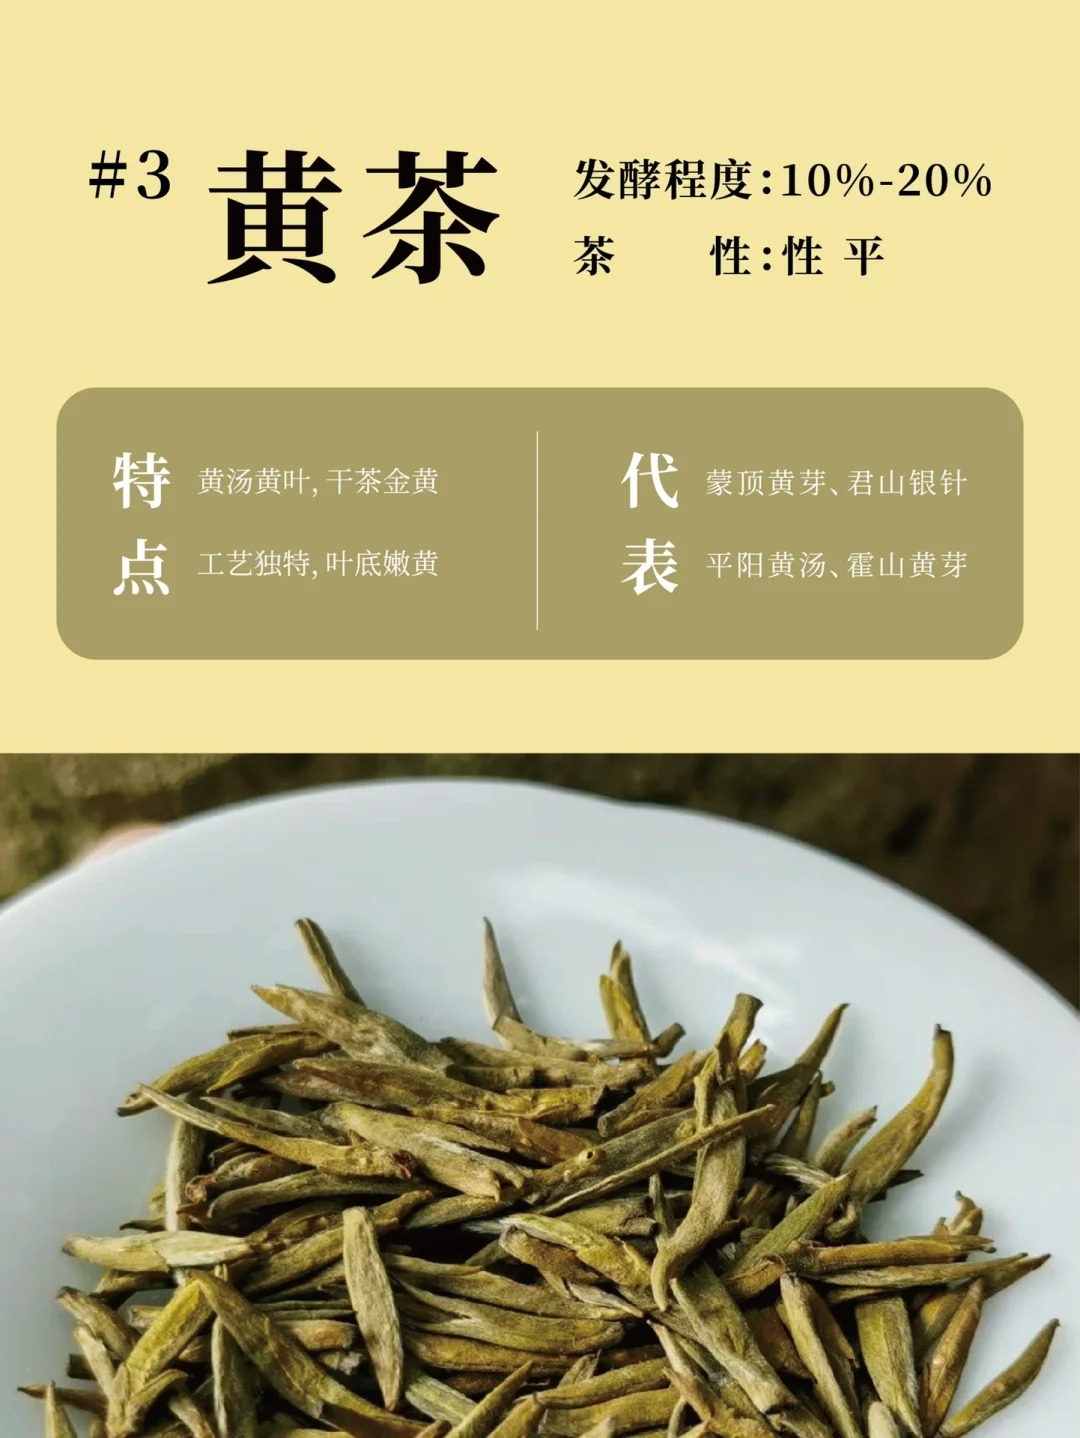 #3 黄茶
发酵程度:10%-20%
茶 性:性 平
特点
黄汤黄叶,干茶金黄
工艺独特,叶底嫩黄
代表
蒙顶黄芽、君山银针
平阳黄汤、霍山黄芽